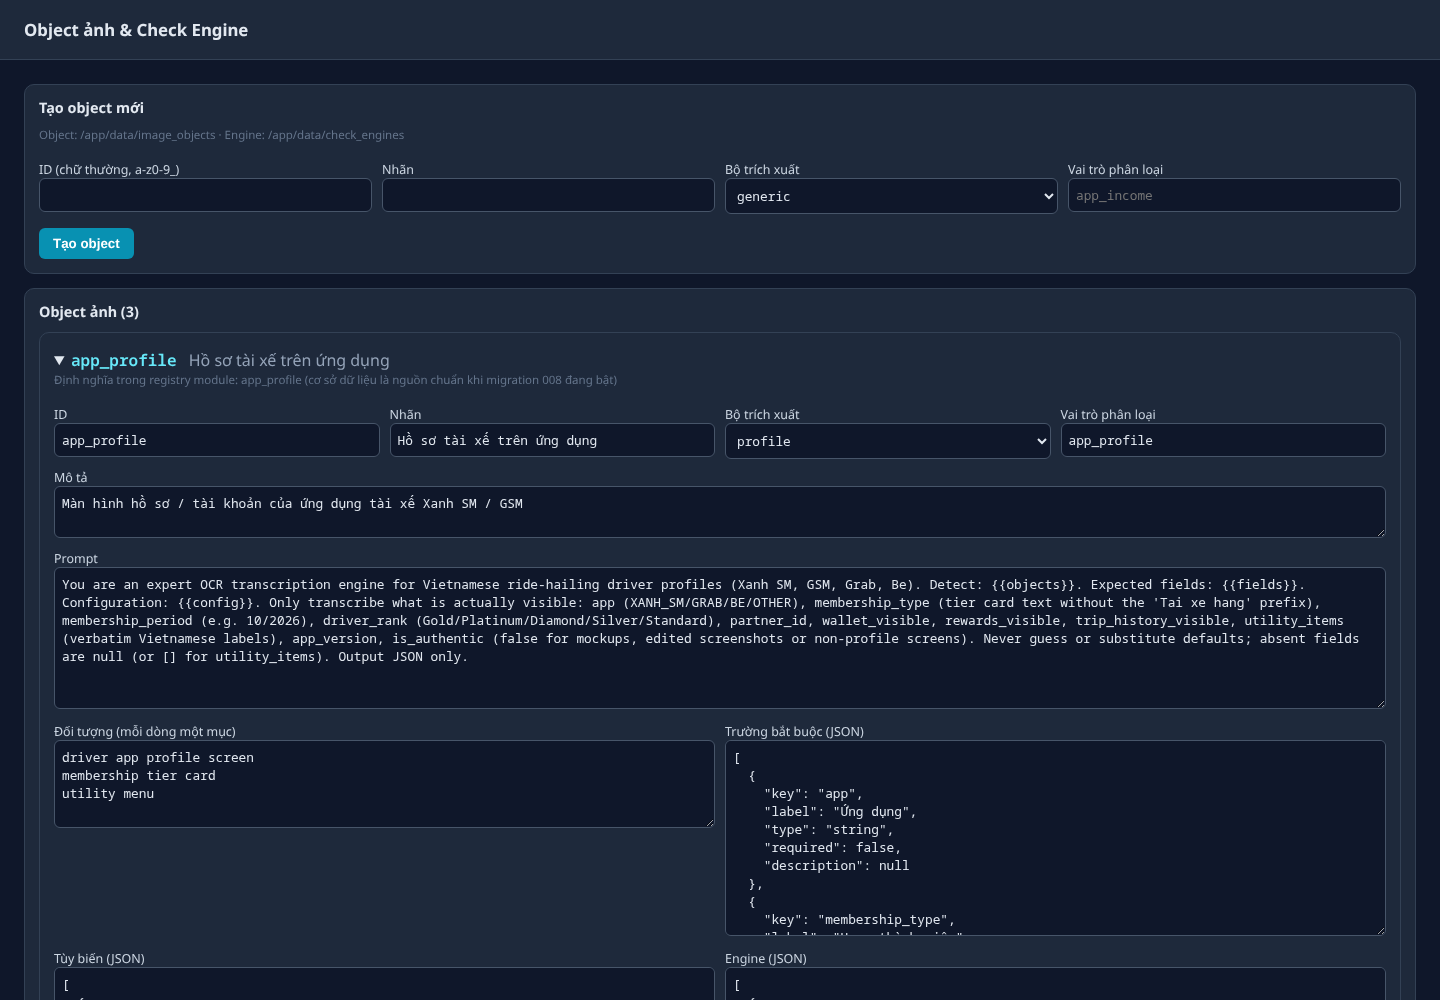 Object ảnh & Check Engine
Tạo object mới
Object: /app/data/image_objects · Engine: /app/data/check_engines
ID (chữ thường, a-z0-9_)
Nhãn
Bộ trích xuất
Vai trò phân loại
generic
app_income
Tạo object
Object ảnh (3)
▼ app_profile Hồ sơ tài xế trên ứng dụng
Định nghĩa trong registry module: app_profile (cơ sở dữ liệu là nguồn chuẩn khi migration 008 đang bật)
ID
Nhãn
Bộ trích xuất
Vai trò phân loại
app_profile
Hồ sơ tài xế trên ứng dụng
profile
app_profile
Mô tả
Màn hình hồ sơ / tài khoản của ứng dụng tài xế Xanh SM / GSM
Prompt
You are an expert OCR transcription engine for Vietnamese ride-hailing driver profiles (Xanh SM, GSM, Grab, Be). Detect: {{objects}}. Expected fields: {{fields}}.
Configuration: {{config}}. Only transcribe what is actually visible: app (XANH_SM/GRAB/BE/OTHER), membership_type (tier card text without the 'Tai xe hang' prefix),
membership_period (e.g. 10/2026), driver_rank (Gold/Platinum/Diamond/Silver/Standard), partner_id, wallet_visible, rewards_visible, trip_history_visible, utility_items
(verbatim Vietnamese labels), app_version, is_authentic (false for mockups, edited screenshots or non-profile screens). Never guess or substitute defaults; absent fields
are null (or [] for utility_items). Output JSON only.
Đối tượng (mỗi dòng một mục)
driver app profile screen
membership tier card
utility menu
Trường bắt buộc (JSON)
[
{
"key": "app",
"label": "Ứng dụng",
"type": "string",
"required": false,
"description": null
},
{
"key": "membership_type",
Tùy biến (JSON)
[
Engine (JSON)
[